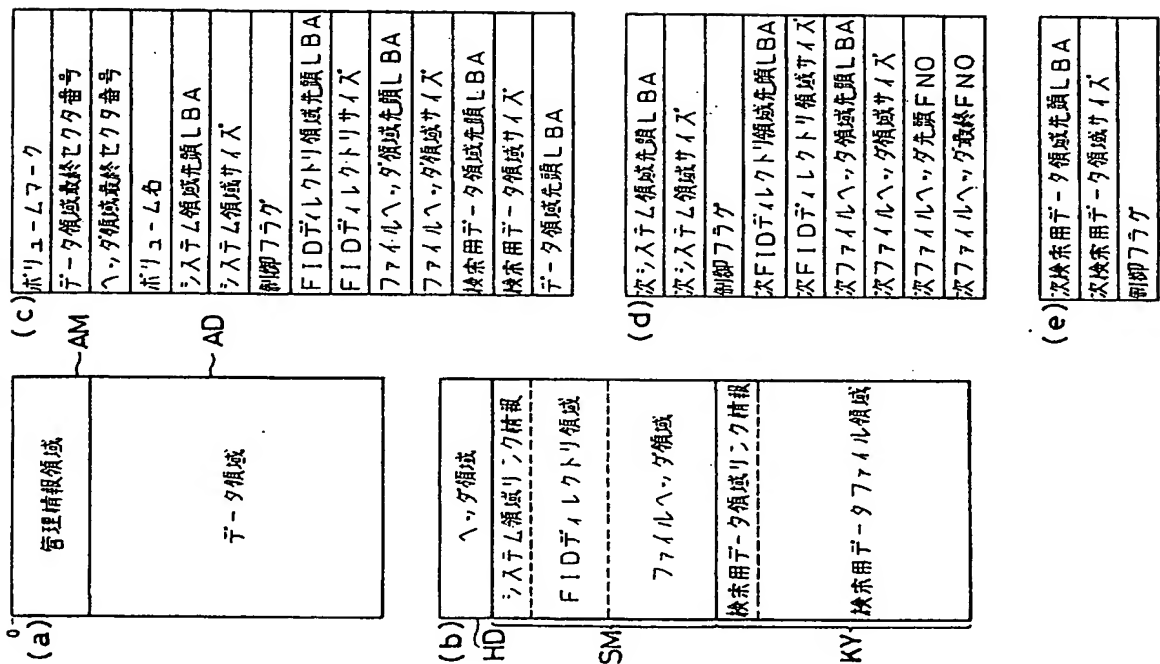 (a)
0
管理情報領域
AM
データ領域
AD
(b)
ヘッダ領域
HD
システム領域リンク情報
FIDディレクトリ領域
ファイルヘッダ領域
SM
検索用データ領域リンク情報
検索用データファイル領域
KY
(c)
ボリュームマーク
データ領域最終セクタ番号
ヘッダ領域最終セクタ番号
ボリューム名
システム領域先頭LBA
システム領域サイズ
制御フラグ
FIDディレクトリ領域先頭LBA
FIDディレクトリサイズ
ファイルヘッダ領域先頭LBA
ファイルヘッダ領域サイズ
検索用データ領域先頭LBA
検索用データ領域サイズ
データ領域先頭LBA
(d)
次システム領域先頭LBA
次システム領域サイズ
制御フラグ
次FIDディレクトリ領域先頭LBA
次FIDディレクトリ領域サイズ
次ファイルヘッダ領域先頭LBA
次ファイルヘッダ領域サイズ
次ファイルヘッダ先頭FNO
次ファイルヘッダ最終FNO
(e)
次検索用データ領域先頭LBA
次検索用データ領域サイズ
制御フラグ